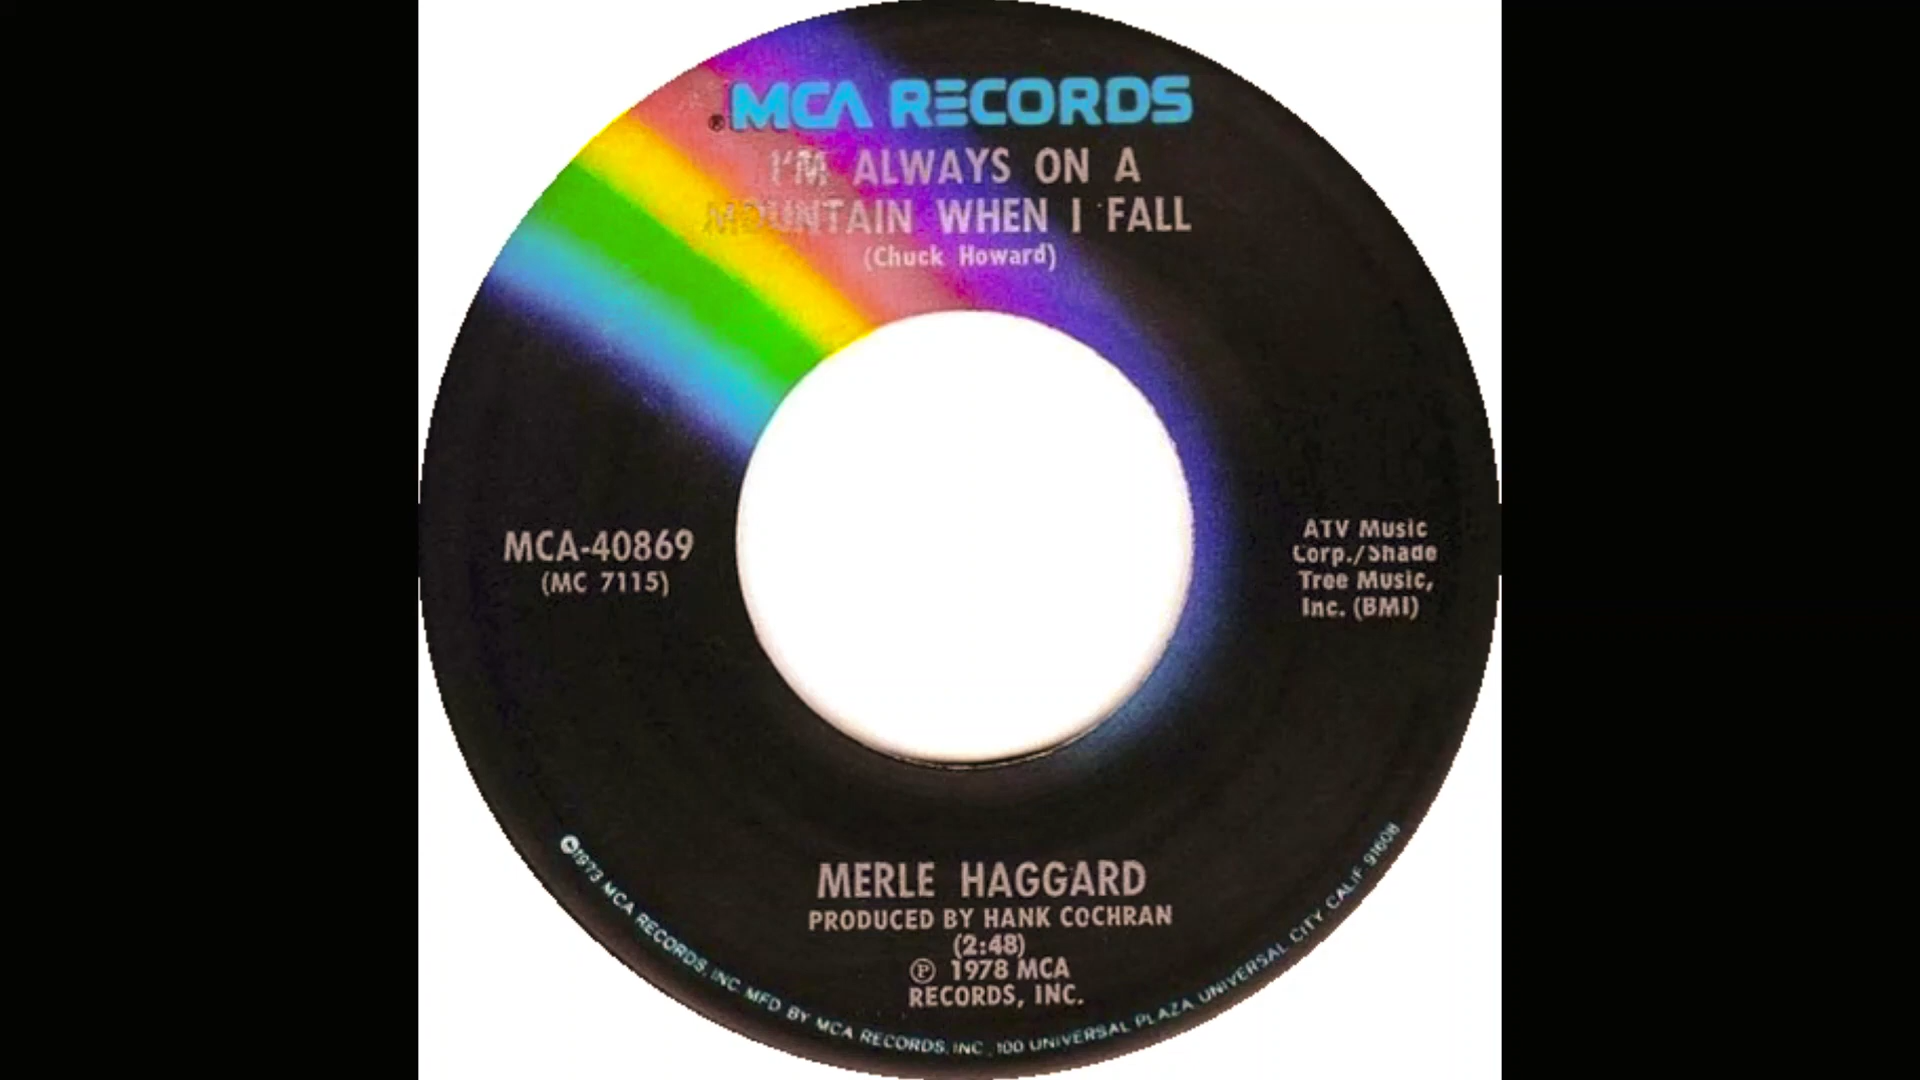 ® MCA RECORDS
I'M ALWAYS ON A
MOUNTAIN WHEN I FALL
(Chuck Howard)
MCA-40869
(MC 7115)
ATV Music
Corp./Shade
Tree Music,
Inc. (BMI)
MERLE HAGGARD
PRODUCED BY HANK COCHRAN
(2:48)
Ⓟ 1978 MCA
RECORDS, INC.
©1973 MCA RECORDS, INC. MFD. BY MCA RECORDS, INC., 100 UNIVERSAL PLAZA, UNIVERSAL CITY, CALIF. 91608